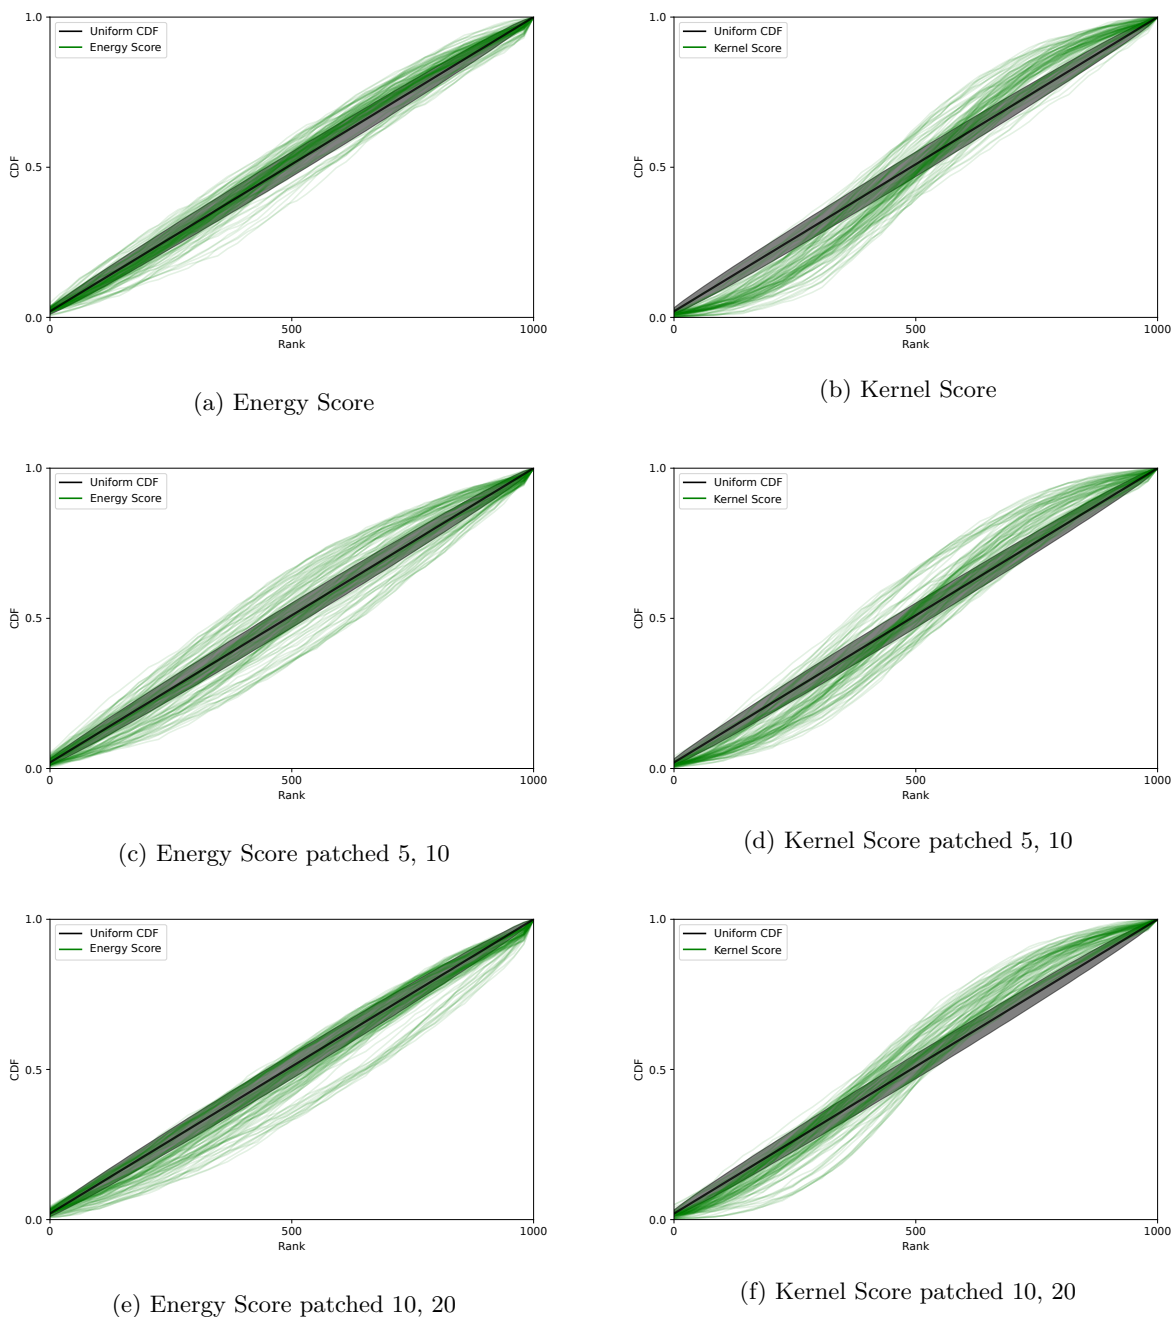 1.0
Uniform CDF
Energy Score
0.5
CDF
0.0
0
500
1000
Rank
(a) Energy Score
1.0
Uniform CDF
Kernel Score
0.5
CDF
0.0
0
500
1000
Rank
(b) Kernel Score
1.0
Uniform CDF
Energy Score
0.5
CDF
0.0
0
500
1000
Rank
(c) Energy Score patched 5, 10
1.0
Uniform CDF
Kernel Score
0.5
CDF
0.0
0
500
1000
Rank
(d) Kernel Score patched 5, 10
1.0
Uniform CDF
Energy Score
0.5
CDF
0.0
0
500
1000
Rank
(e) Energy Score patched 10, 20
1.0
Uniform CDF
Kernel Score
0.5
CDF
0.0
0
500
1000
Rank
(f) Kernel Score patched 10, 20